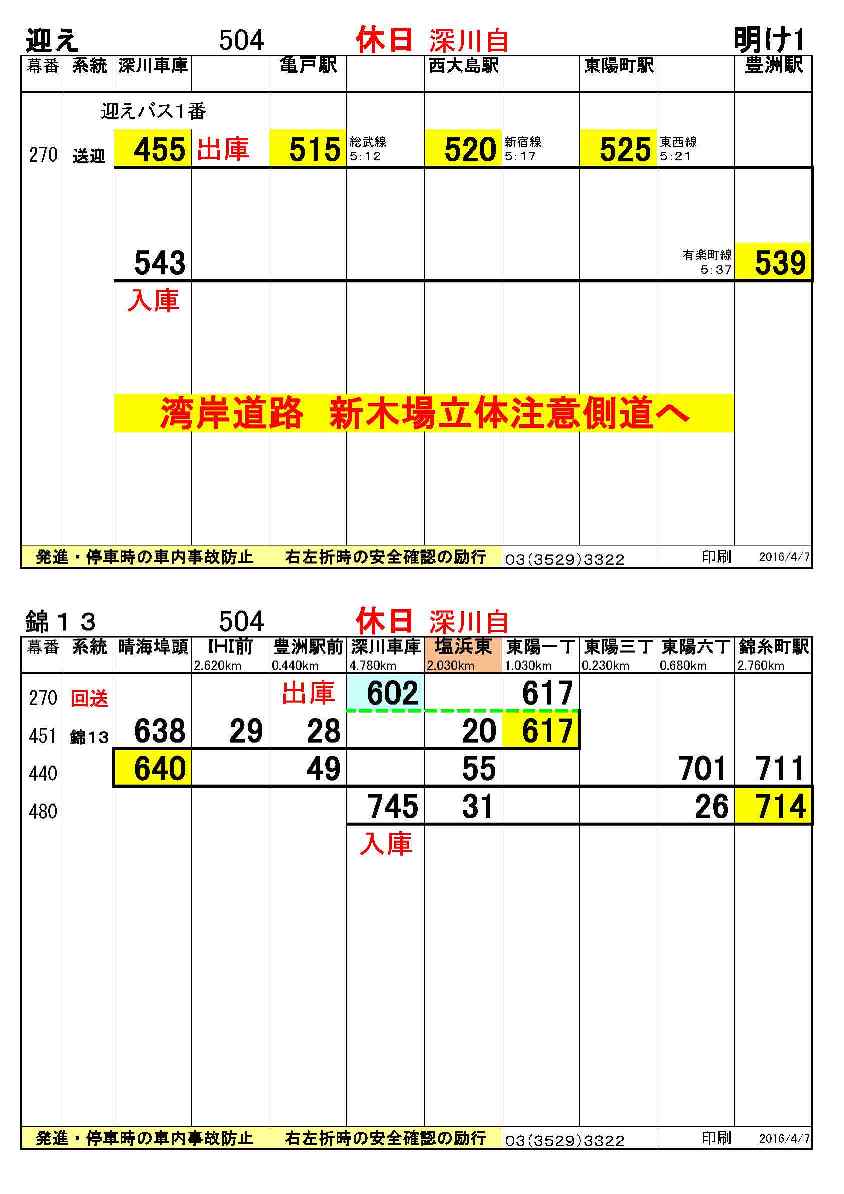 迎え 504 休日 深川自 明け1
幕番 系統 深川車庫 亀戸駅 西大島駅 東陽町駅 豊洲駅
迎えバス1番
270 送迎 455 出庫 515 総武線 5:12 520 新宿線 5:17 525 東西線 5:21
543 有楽町線 5:37 539
入庫
湾岸道路 新木場立体注意側道へ
発進・停車時の車内事故防止 右左折時の安全確認の励行 03(3529)3322 印刷 2016/4/7
錦13 504 休日 深川自
幕番 系統 晴海埠頭 IHI前 豊洲駅前 深川車庫 塩浜東 東陽一丁 東陽三丁 東陽六丁 錦糸町駅
2.620km 0.440km 4.780km 2.030km 1.030km 0.230km 0.680km 2.760km
270 回送 出庫 602 617
451 錦13 638 29 28 20 617
440 640 49 55 701 711
480 745 31 26 714
入庫
発進・停車時の車内事故防止 右左折時の安全確認の励行 03(3529)3322 印刷 2016/4/7